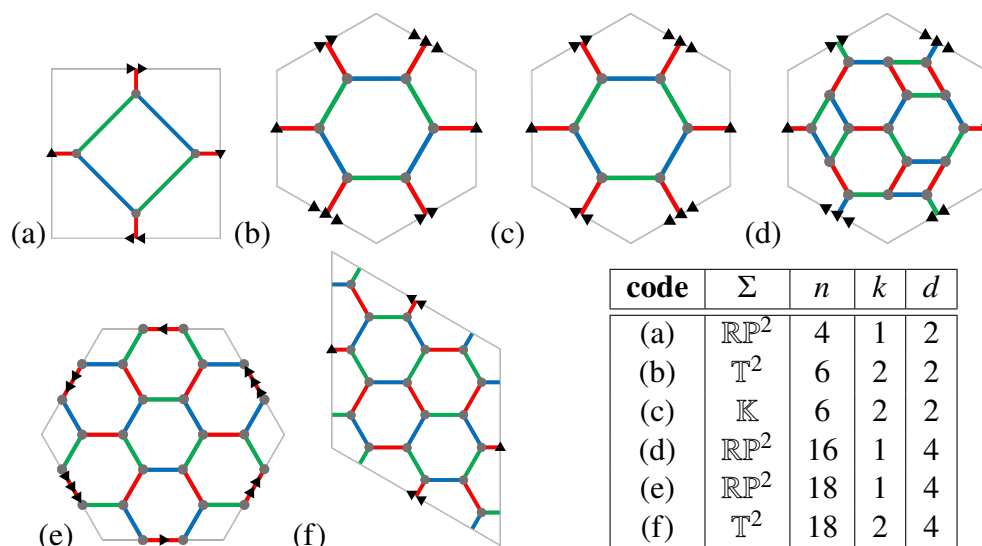 (a) (b) (c) (d)
(e) (f)
code Σ n k d
(a) ℝℙ² 4 1 2
(b) 𝕋² 6 2 2
(c) 𝕂 6 2 2
(d) ℝℙ² 16 1 4
(e) ℝℙ² 18 1 4
(f) 𝕋² 18 2 4